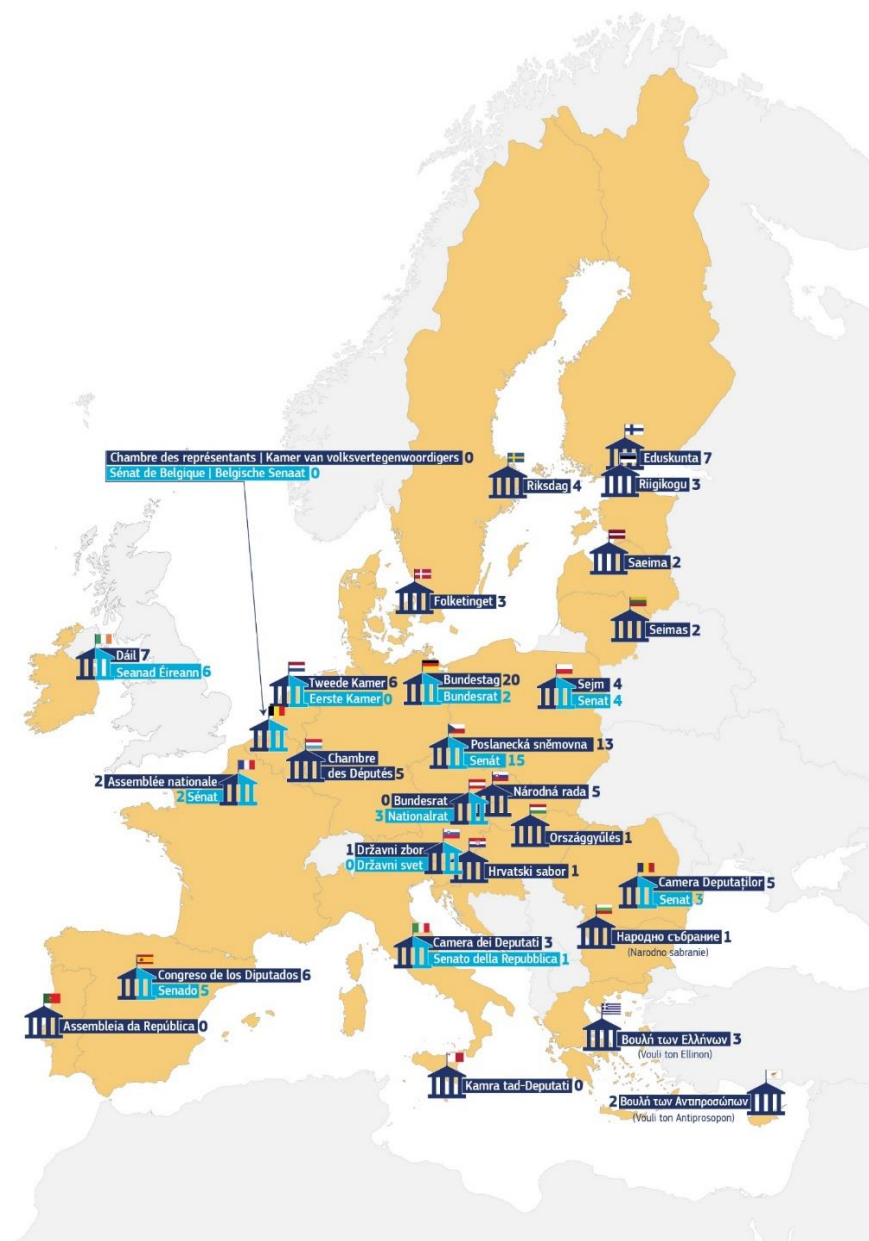 Chambre des représentants | Kamer van volksvertegenwoordigers 0
Sénat de Belgique | Belgische Senaat 0
Eduskunta 7
Riksdag 4
Riigikogu 3
Saeima 2
Folketinget 3
Seimas 2
Dáil 7
Seanad Éireann 6
Tweede Kamer 6
Eerste Kamer 0
Bundestag 20
Bundesrat 2
Sejm 4
Senat 4
Chambre
des Députés 5
Poslanecká sněmovna 13
Senát 15
2 Assemblée nationale
2 Sénat
0 Bundesrat
3 Nationalrat
Národná rada 5
Országgyűlés 1
1 Državni zbor
0 Državni svet
Hrvatski sabor 1
Camera Deputaților 5
Senat 3
Camera dei Deputati 3
Senato della Repubblica 1
Народно събрание 1
(Narodno sabranie)
Congreso de los Diputados 6
Senado 5
Assembleia da República 0
Βουλή των Ελλήνων 3
(Vouli ton Ellinon)
Kamra tad-Deputati 0
2 Βουλή των Αντιπροσώπων
(Vouli ton Antiprosopon)